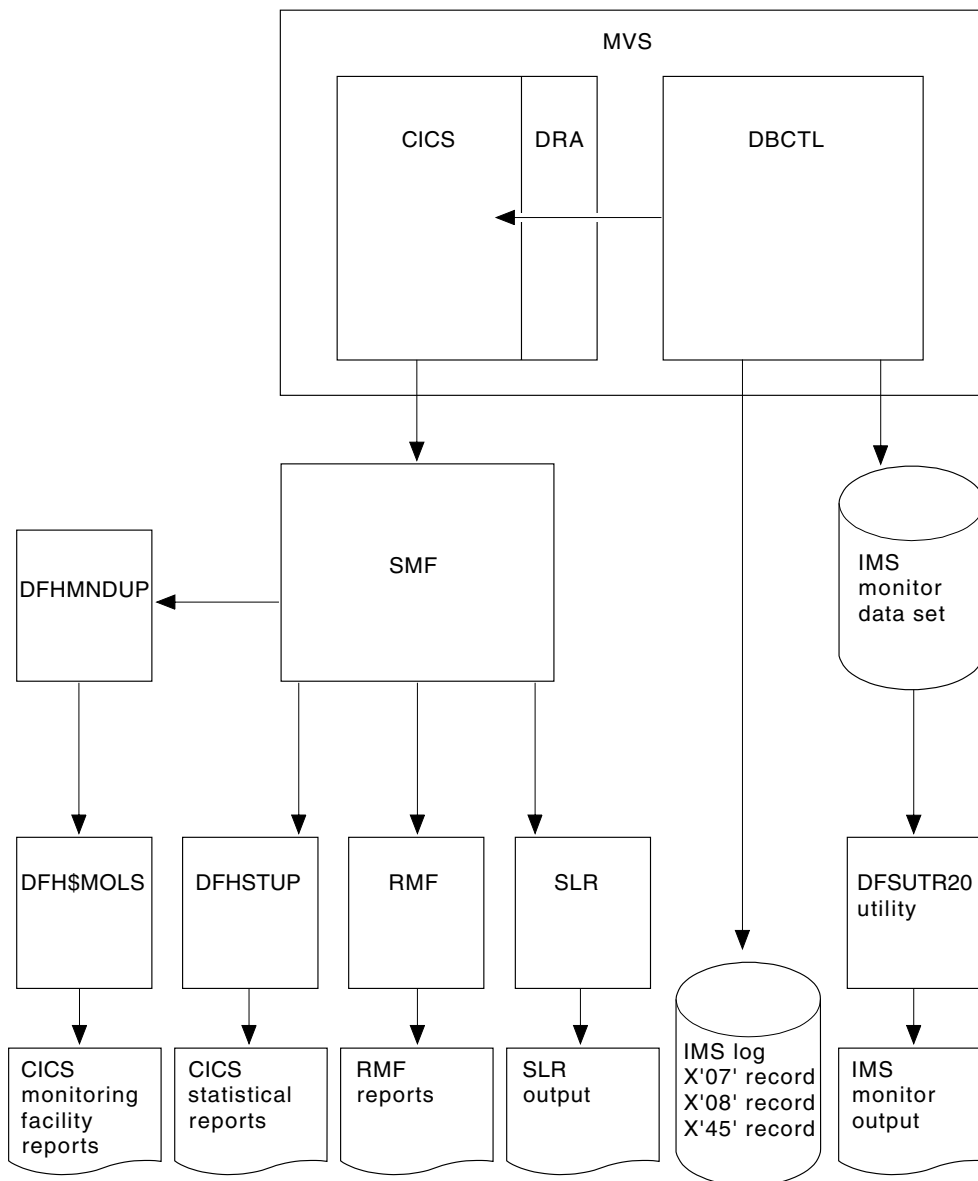 MVS
CICS
DRA
DBCTL
SMF
DFHMNDUP
IMS
monitor
data set
DFH$MOLS
DFHSTUP
RMF
SLR
DFSUTR20
utility
CICS
monitoring
facility
reports
CICS
statistical
reports
RMF
reports
SLR
output
IMS log
X'07' record
X'08' record
X'45' record
IMS
monitor
output